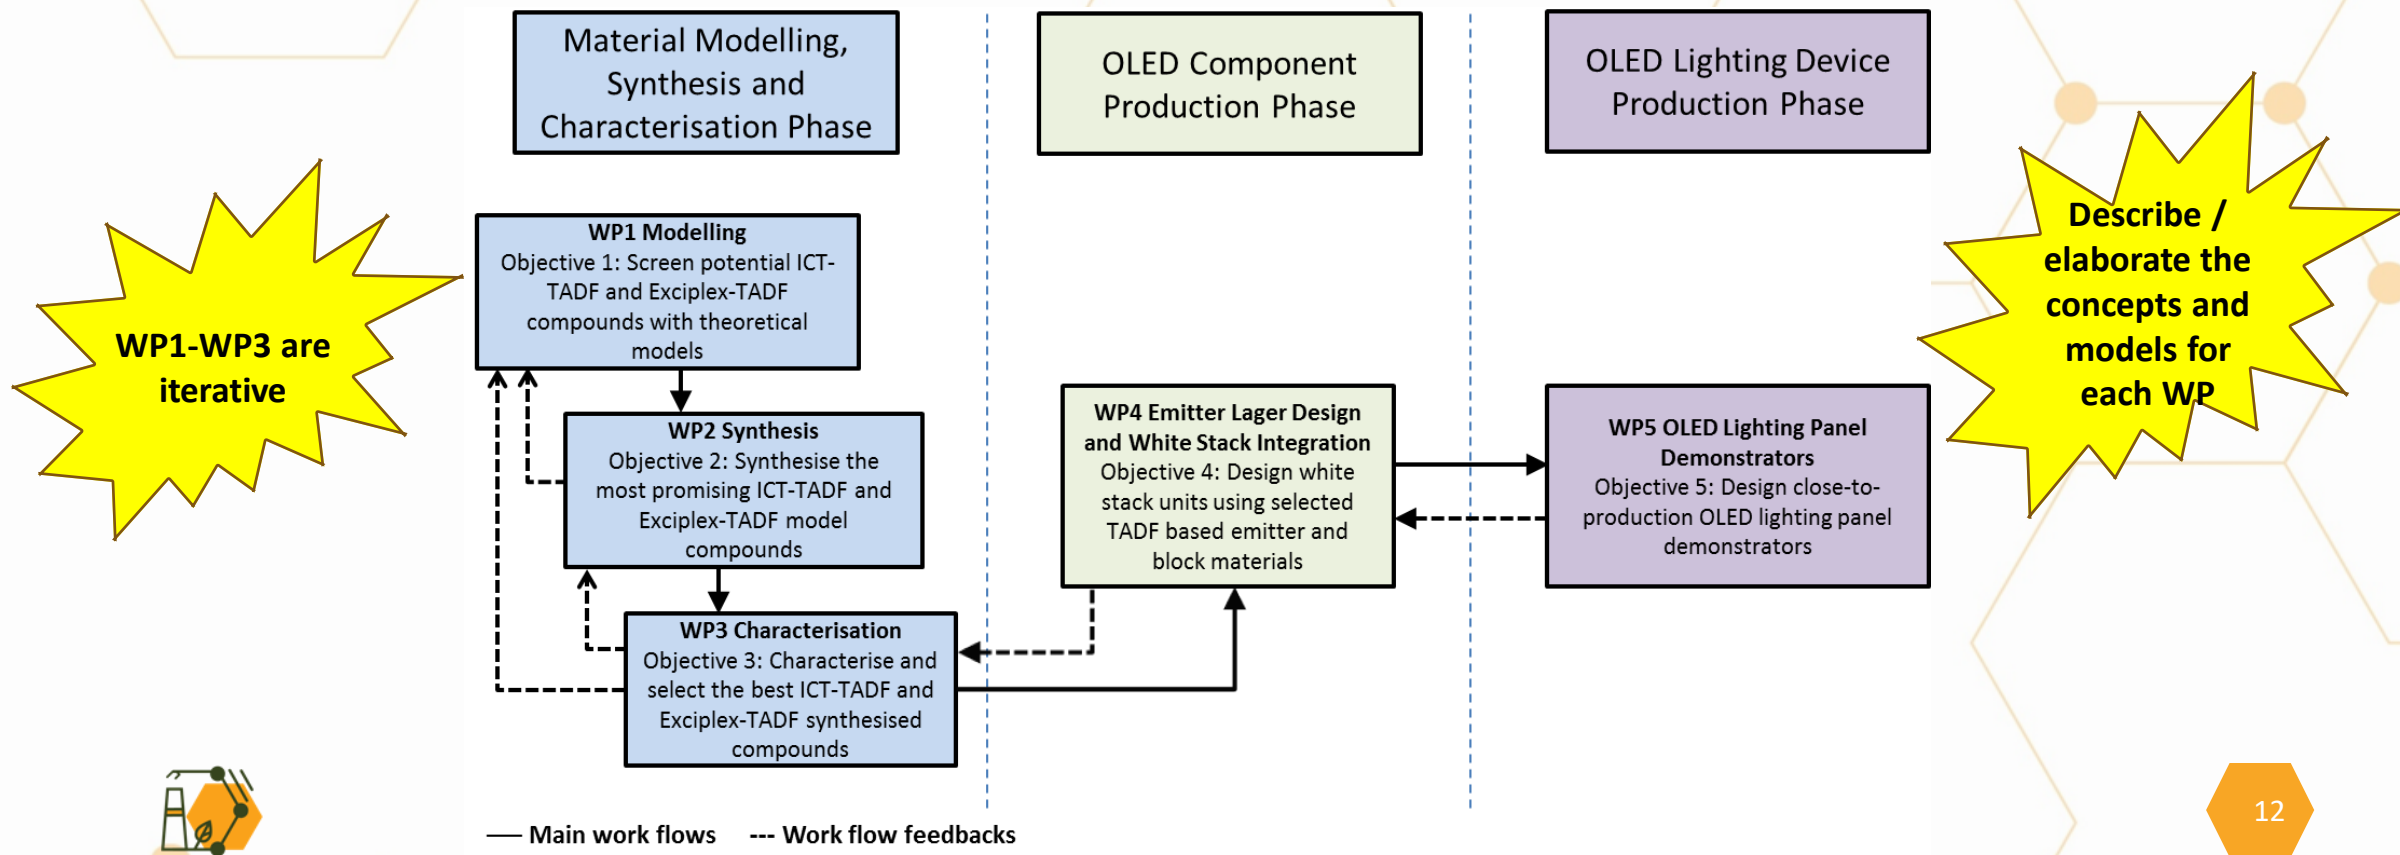 Material Modelling,
Synthesis and
Characterisation Phase
OLED Component
Production Phase
OLED Lighting Device
Production Phase
WP1-WP3 are
iterative
Describe /
elaborate the
concepts and
models for
each WP
WP1 Modelling
Objective 1: Screen potential ICT-
TADF and Exciplex-TADF
compounds with theoretical
models
WP2 Synthesis
Objective 2: Synthesise the
most promising ICT-TADF and
Exciplex-TADF model
compounds
WP3 Characterisation
Objective 3: Characterise and
select the best ICT-TADF and
Exciplex-TADF synthesised
compounds
WP4 Emitter Lager Design
and White Stack Integration
Objective 4: Design white
stack units using selected
TADF based emitter and
block materials
WP5 OLED Lighting Panel
Demonstrators
Objective 5: Design close-to-
production OLED lighting panel
demonstrators
Main work flows --- Work flow feedbacks
12